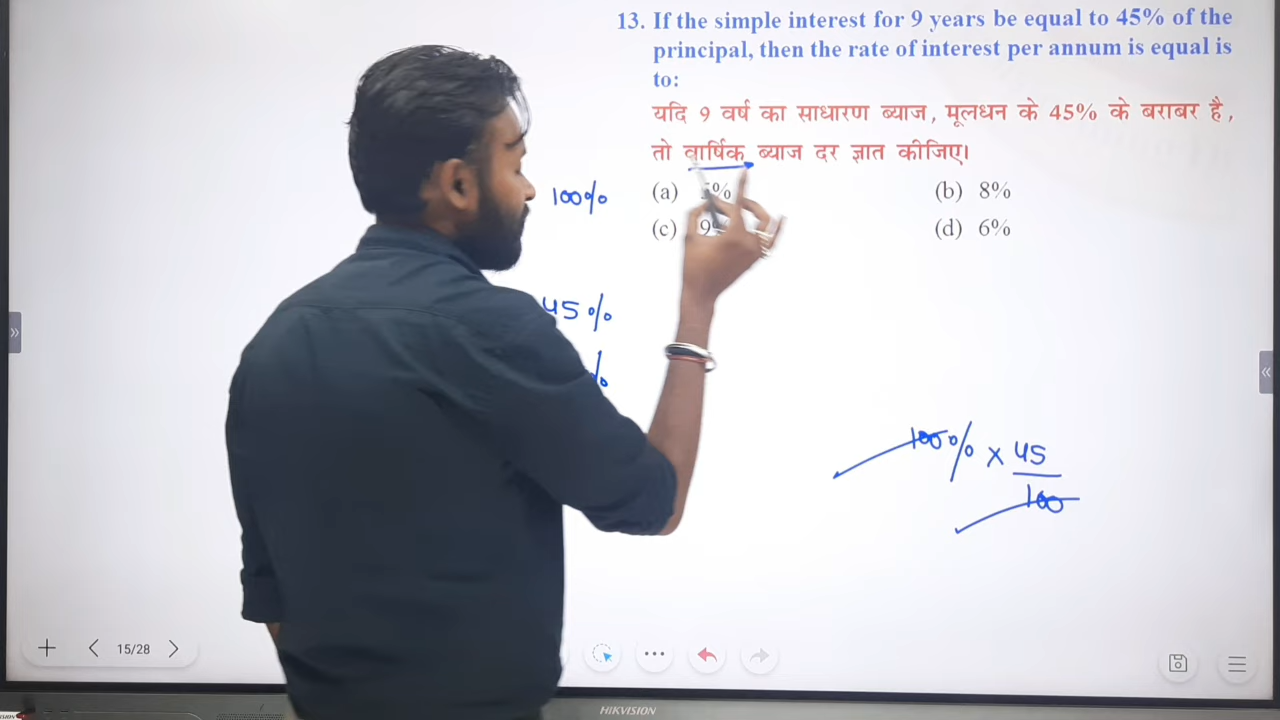 13. If the simple interest for 9 years be equal to 45% of the
principal, then the rate of interest per annum is equal is
to:
यदि 9 वर्ष का साधारण ब्याज, मूलधन के 45% के बराबर है,
तो वार्षिक ब्याज दर ज्ञात कीजिए।
(a) %
(b) 8%
(c) 9
(d) 6%
100%
45%
%
100% × 45
100
15/28
HIKVISION